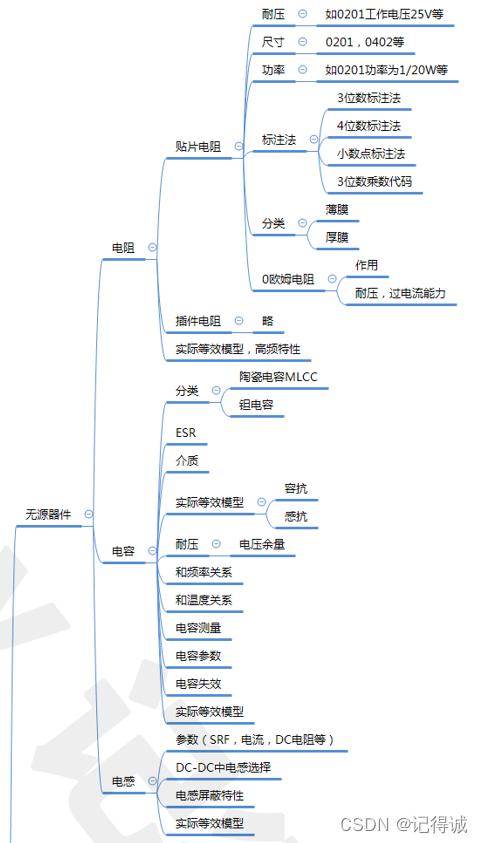 耐压
如0201工作电压25V等
尺寸
0201，0402等
功率
如0201功率为1/20W等
3位数标注法
4位数标注法
标注法
小数点标注法
贴片电阻
3位数乘数代码
薄膜
分类
厚膜
电阻
作用
0欧姆电阻
耐压，过电流能力
插件电阻
略
实际等效模型，高频特性
陶瓷电容MLCC
分类
钽电容
ESR
介质
容抗
实际等效模型
感抗
无源器件
电容
耐压
电压余量
和频率关系
和温度关系
电容测量
电容参数
电容失效
实际等效模型
参数（SRF，电流，DC电阻等）
DC-DC中电感选择
电感
电感屏蔽特性
实际等效模型
CSDN @记得诚